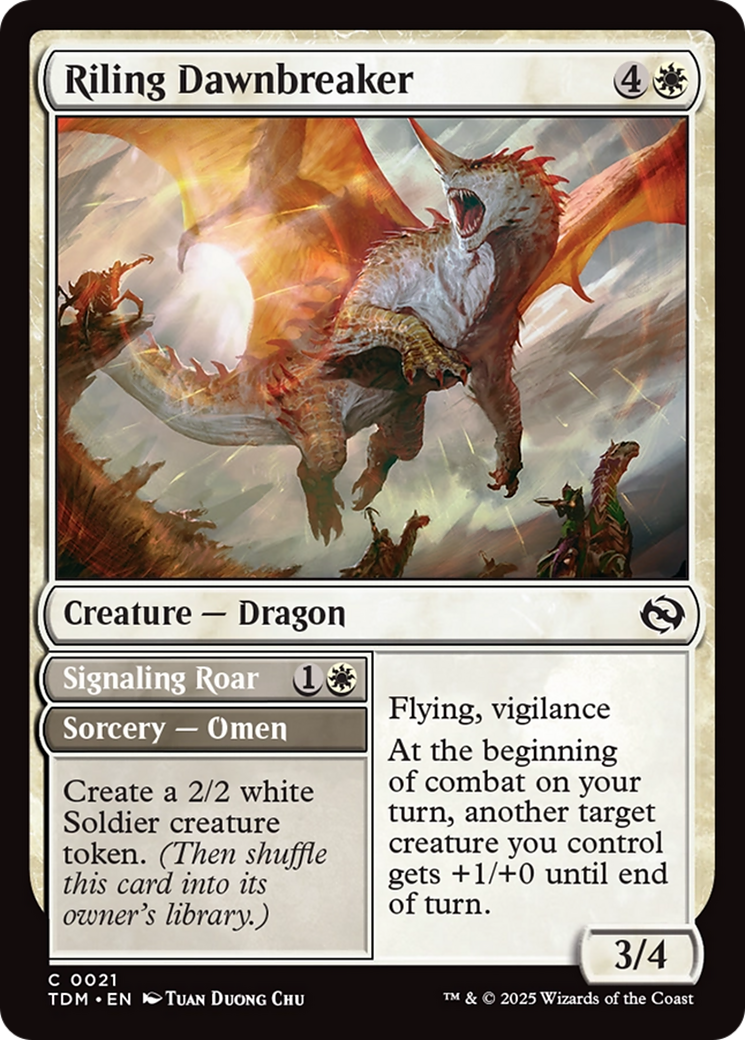 Riling Dawnbreaker 4
Creature — Dragon
Signaling Roar 1
Sorcery — Omen
Create a 2/2 white
Soldier creature
token. (Then shuffle
this card into its
owner's library.)
Flying, vigilance
At the beginning
of combat on your
turn, another target
creature you control
gets +1/+0 until end
of turn.
3/4
C 0021
TDM • EN Tuan Duong Chu
™ & © 2025 Wizards of the Coast